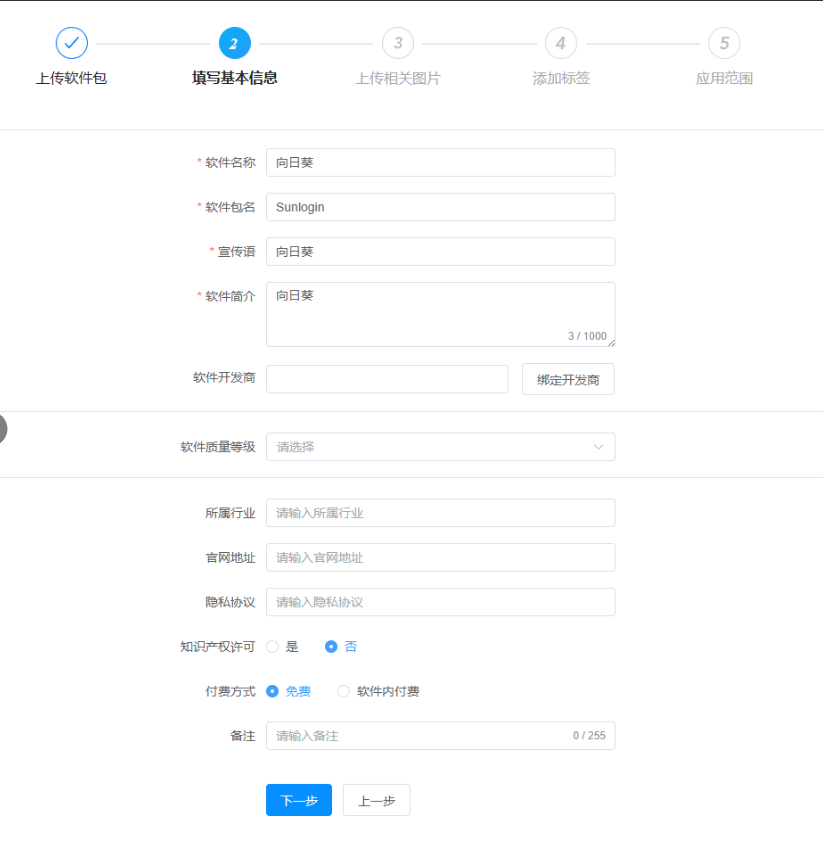 2 3 4 5
上传软件包 填写基本信息 上传相关图片 添加标签 应用范围
* 软件名称 向日葵
* 软件包名 Sunlogin
* 宣传语 向日葵
* 软件简介 向日葵
3 / 1000
软件开发商 绑定开发商
软件质量等级 请选择
所属行业 请输入所属行业
官网地址 请输入官网地址
隐私协议 请输入隐私协议
知识产权许可 是 否
付费方式 免费 软件内付费
备注 请输入备注 0 / 255
下一步 上一步